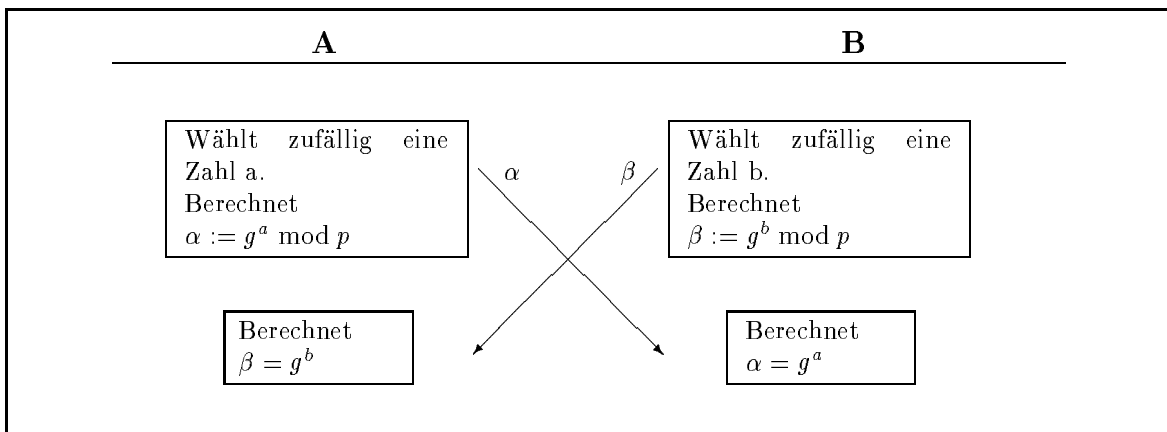 A
B
Wählt zufällig eine
Zahl a.
Berechnet
α := g^a mod p
α
β
Wählt zufällig eine
Zahl b.
Berechnet
β := g^b mod p
Berechnet
β = g^b
Berechnet
α = g^a